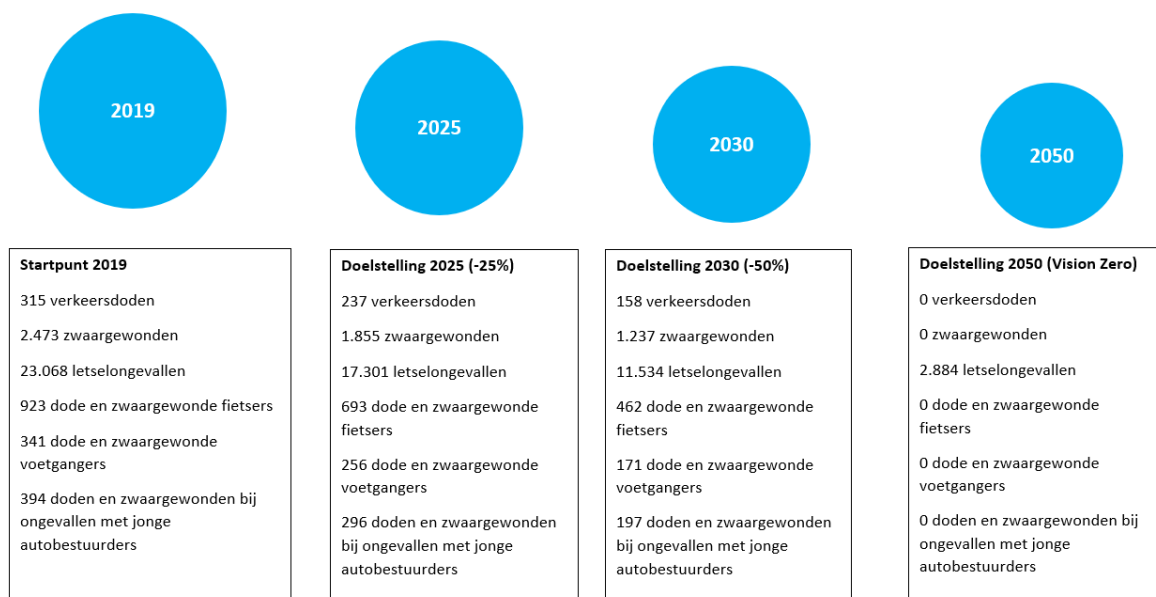 2019
2025
2030
2050
Startpunt 2019
315 verkeersdoden
2.473 zwaargewonden
23.068 letselongevallen
923 dode en zwaargewonde fietsers
341 dode en zwaargewonde
voetgangers
394 doden en zwaargewonden bij
ongevallen met jonge
autobestuurders
Doelstelling 2025 (-25%)
237 verkeersdoden
1.855 zwaargewonden
17.301 letselongevallen
693 dode en zwaargewonde
fietsers
256 dode en zwaargewonde
voetgangers
296 doden en zwaargewonden
bij ongevallen met jonge
autobestuurders
Doelstelling 2030 (-50%)
158 verkeersdoden
1.237 zwaargewonden
11.534 letselongevallen
462 dode en zwaargewonde
fietsers
171 dode en zwaargewonde
voetgangers
197 doden en zwaargewonden
bij ongevallen met jonge
autobestuurders
Doelstelling 2050 (Vision Zero)
0 verkeersdoden
0 zwaargewonden
2.884 letselongevallen
0 dode en zwaargewonde
fietsers
0 dode en zwaargewonde
voetgangers
0 doden en zwaargewonden bij
ongevallen met jonge
autobestuurders